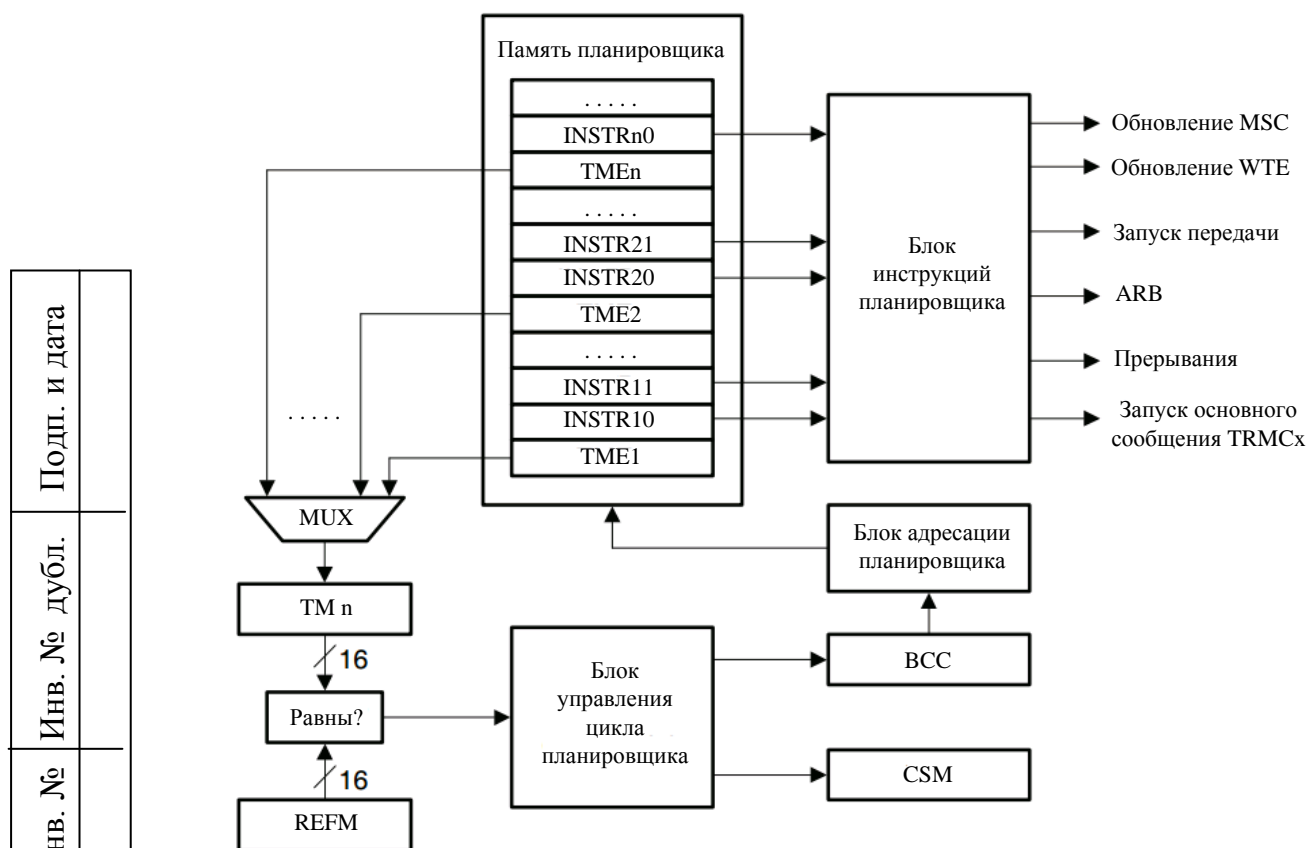 Память планировщика
. . . . .
INSTRn0
TMEn
. . . . .
INSTR21
INSTR20
TME2
. . . . .
INSTR11
INSTR10
TME1
Блок
инструкций
планировщика
Обновление MSC
Обновление WTE
Запуск передачи
ARB
Прерывания
Запуск основного
сообщения TRMCx
. . . . .
MUX
TM n
16
Равны?
16
REFM
Блок
управления
цикла
планировщика
Блок адресации
планировщика
BCC
CSM
Подп. и дата
Инв. № дубл.
нв. №